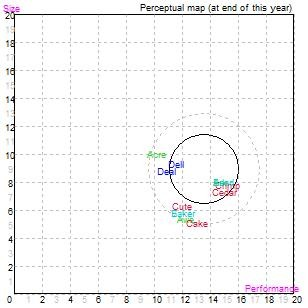 Size
Perceptual map (at end of this year)
20
19
18
17
16
15
14
13
12
11
10
9
8
7
6
5
4
3
2
1
Acre
Dell
Deal
Chimp
Cedar
Cute
Baker
Cake
Performance
0 1 2 3 4 5 6 7 8 9 10 11 12 13 14 15 16 17 18 19 20